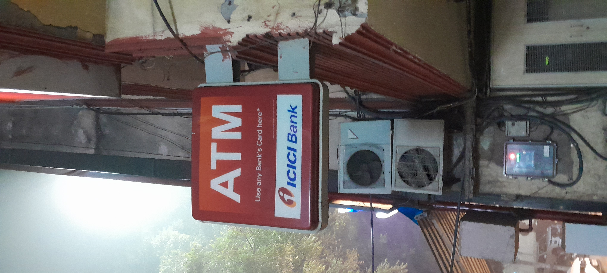 ATM
Use any Bank's Card here*
ICICI Bank